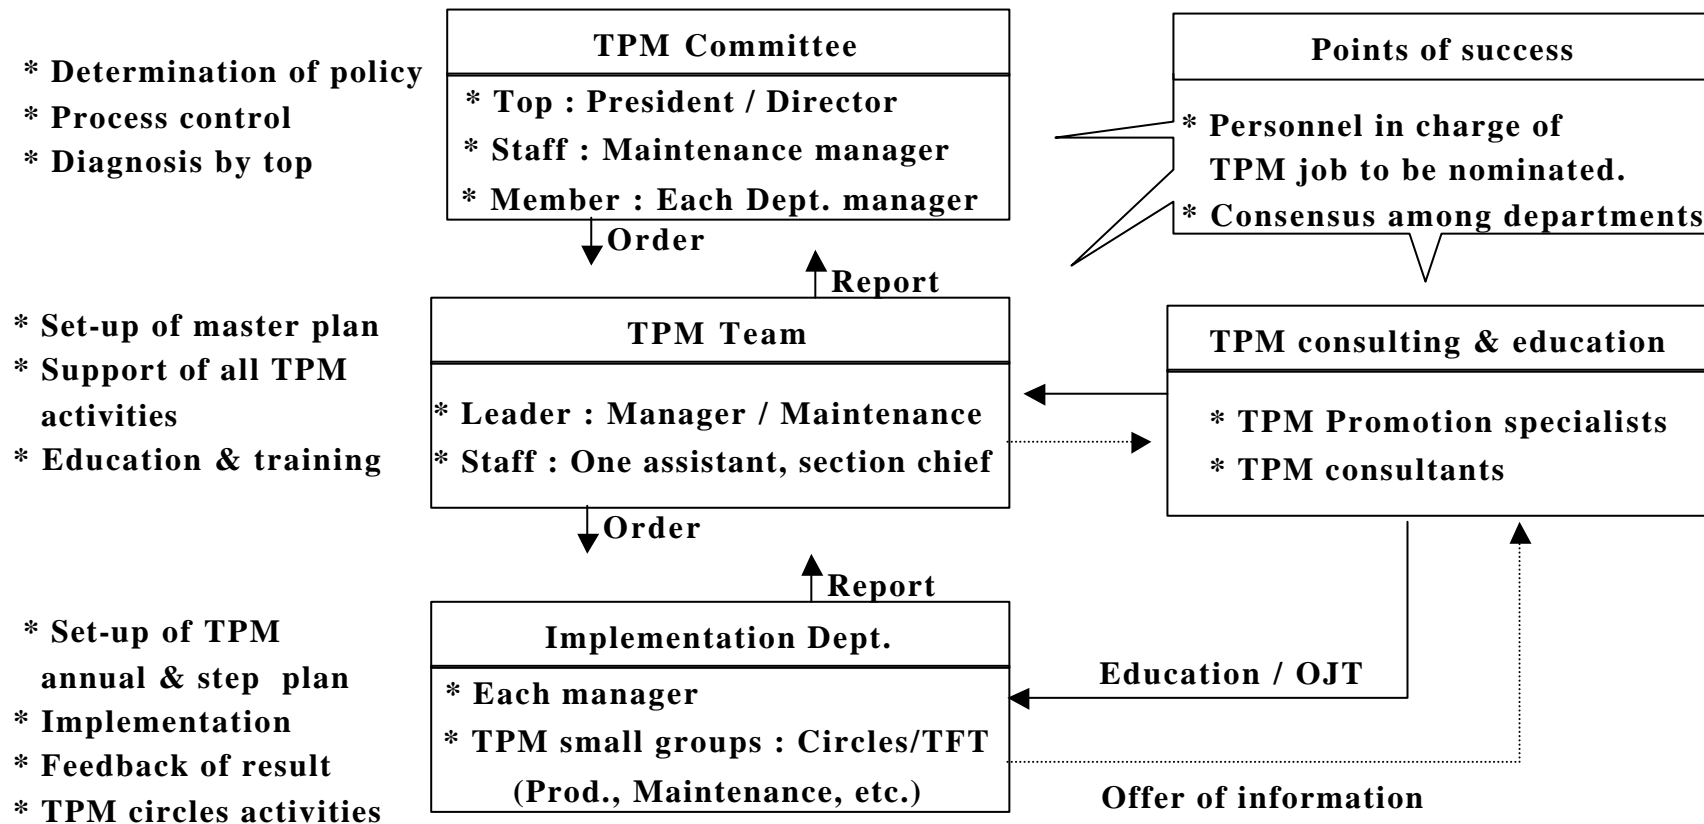 * Determination of policy
* Process control
* Diagnosis by top
TPM Committee
* Top : President / Director
* Staff : Maintenance manager
* Member : Each Dept. manager
Points of success
* Personnel in charge of
TPM job to be nominated.
* Consensus among departments
Order
Report
* Set-up of master plan
* Support of all TPM
activities
* Education & training
TPM Team
* Leader : Manager / Maintenance
* Staff : One assistant, section chief
TPM consulting & education
* TPM Promotion specialists
* TPM consultants
Order
Report
* Set-up of TPM
annual & step plan
* Implementation
* Feedback of result
* TPM circles activities
Implementation Dept.
* Each manager
* TPM small groups : Circles/TFT
(Prod., Maintenance, etc.)
Education / OJT
Offer of information